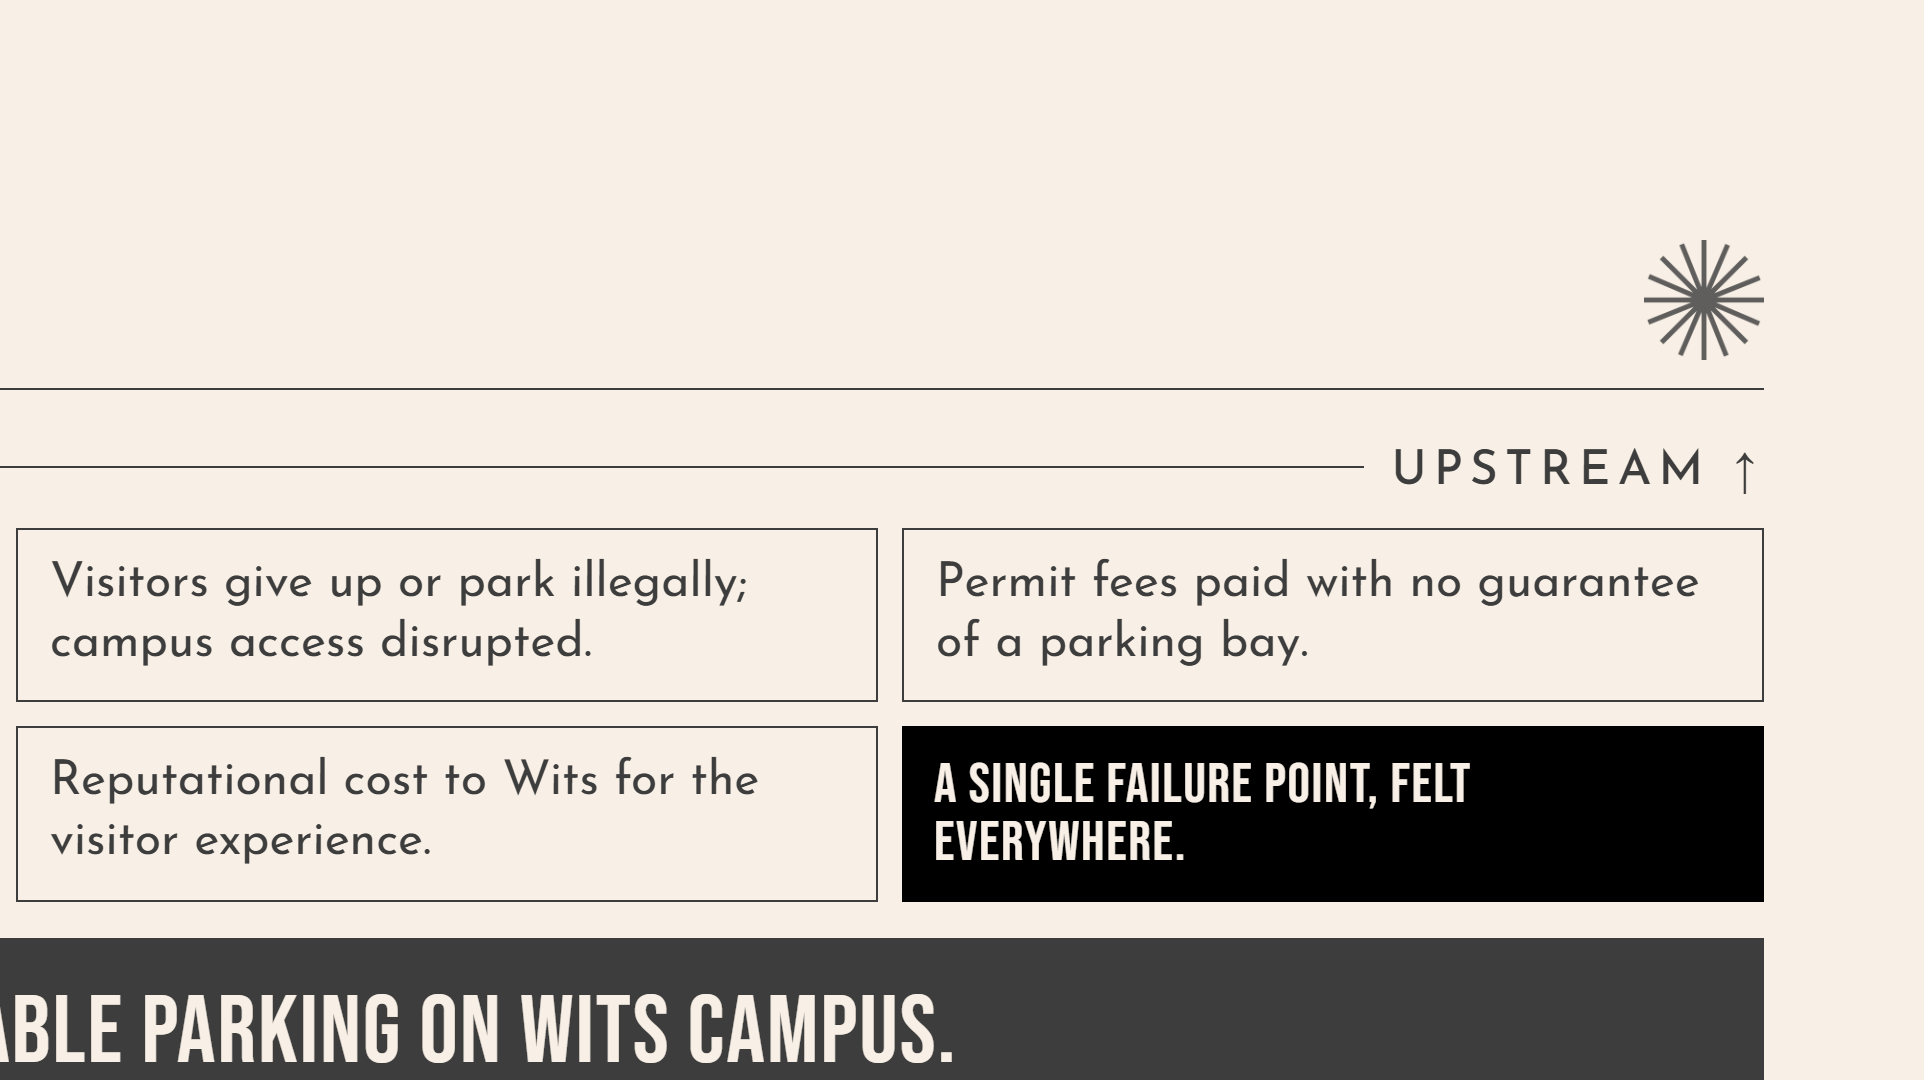 UPSTREAM ↑
Visitors give up or park illegally;
campus access disrupted.
Permit fees paid with no guarantee
of a parking bay.
Reputational cost to Wits for the
visitor experience.
A SINGLE FAILURE POINT, FELT
EVERYWHERE.
ABLE PARKING ON WITS CAMPUS.